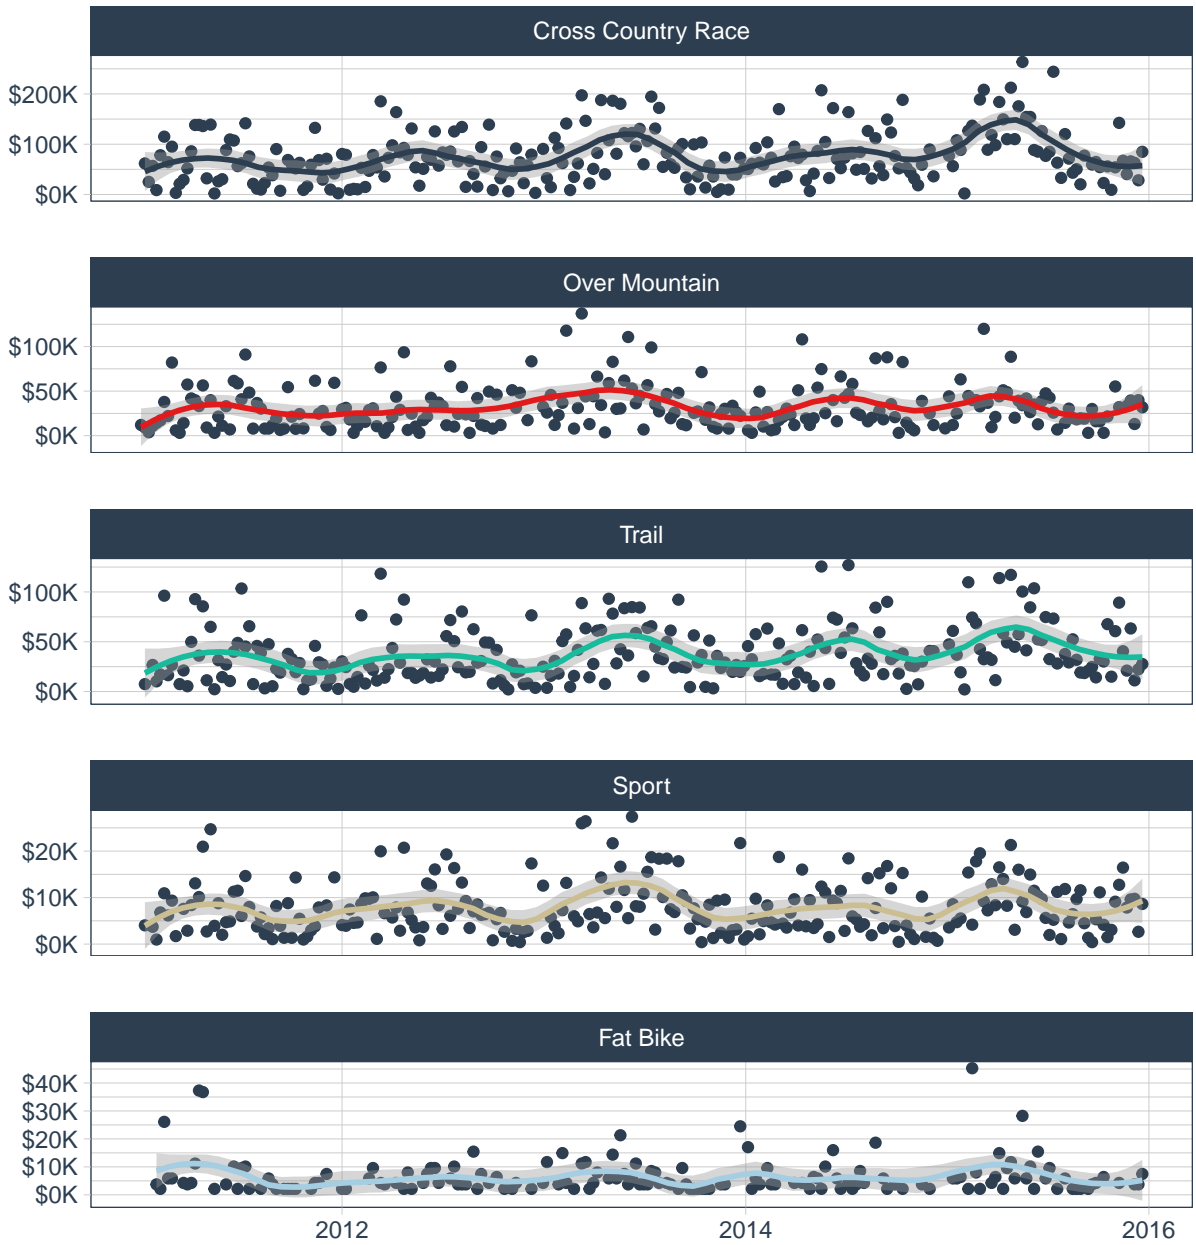 Cross Country Race
$200K
$100K
$0K
Over Mountain
$100K
$50K
$0K
Trail
$100K
$50K
$0K
Sport
$20K
$10K
$0K
Fat Bike
$40K
$30K
$20K
$10K
$0K
2012 2014 2016